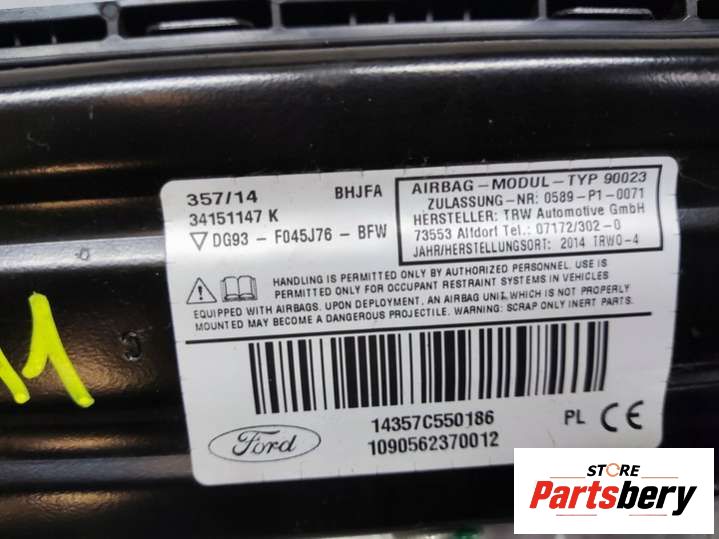 357/14 BHJFA
34151147 K
DG93 - F045J76 - BFW
AIRBAG-MODUL-TYP 90023
ZULASSUNG-NR: 0589-P1-0071
HERSTELLER: TRW Automotive GmbH
73553 Alfdorf Tel.: 07172/302-0
JAHR/HERSTELLUNGSORT: 2014 TRWO-4
HANDLING IS PERMITTED ONLY BY AUTHORIZED PERSONNEL. USE IS
PERMITTED ONLY FOR OCCUPANT RESTRAINT SYSTEMS IN VEHICLES
EQUIPPED WITH AIRBAGS. UPON DEPLOYMENT, AN AIRBAG UNIT, WHICH IS NOT PROPERLY
MOUNTED MAY BECOME A DANGEROUS PROJECTILE. WARNING: SCRAP ONLY INERT PARTS.
14357C550186
1090562370012
Ford
PL CE
11
STORE
Partsbery